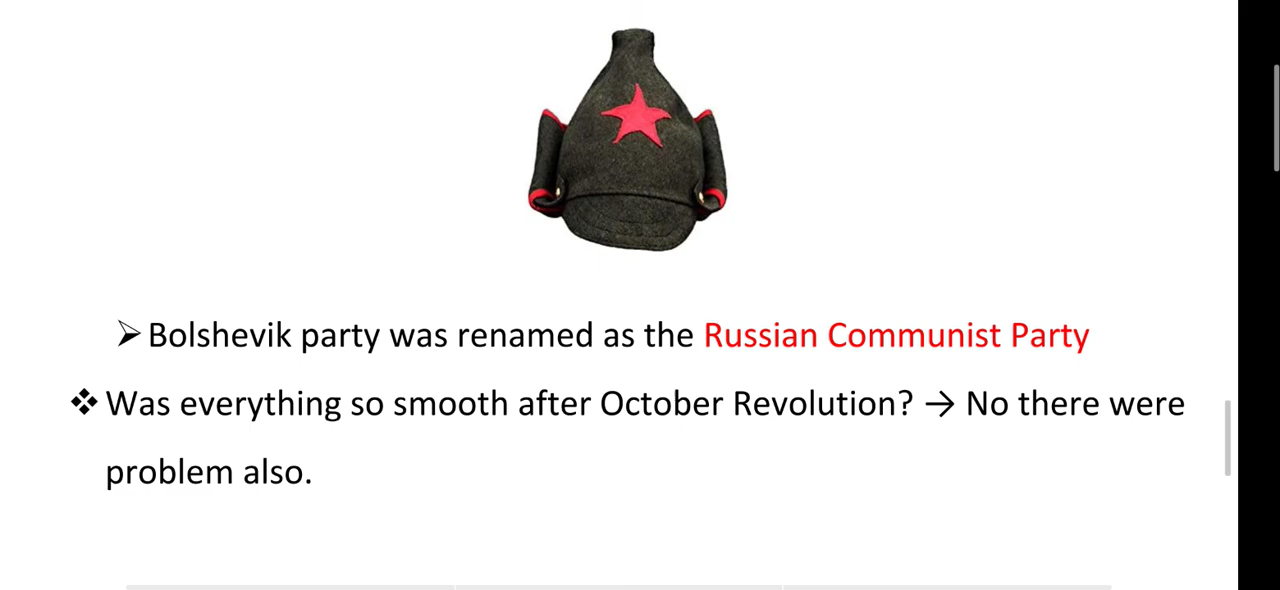 ➢ Bolshevik party was renamed as the Russian Communist Party
❖ Was everything so smooth after October Revolution? → No there were
problem also.